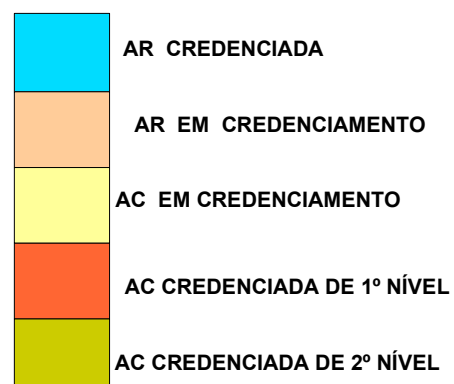 AR CREDENCIADA
AR EM CREDENCIAMENTO
AC EM CREDENCIAMENTO
AC CREDENCIADA DE 1º NÍVEL
AC CREDENCIADA DE 2º NÍVEL